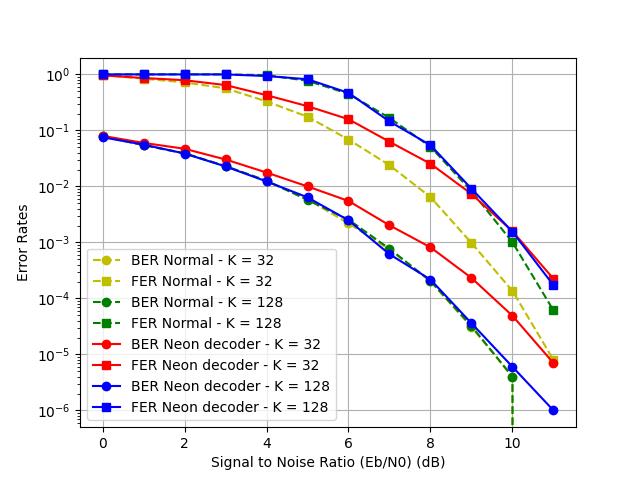 10^0
10^-1
10^-2
10^-3
10^-4
10^-5
10^-6
Error Rates
BER Normal - K = 32
FER Normal - K = 32
BER Normal - K = 128
FER Normal - K = 128
BER Neon decoder - K = 32
FER Neon decoder - K = 32
BER Neon decoder - K = 128
FER Neon decoder - K = 128
0 2 4 6 8 10
Signal to Noise Ratio (Eb/N0) (dB)